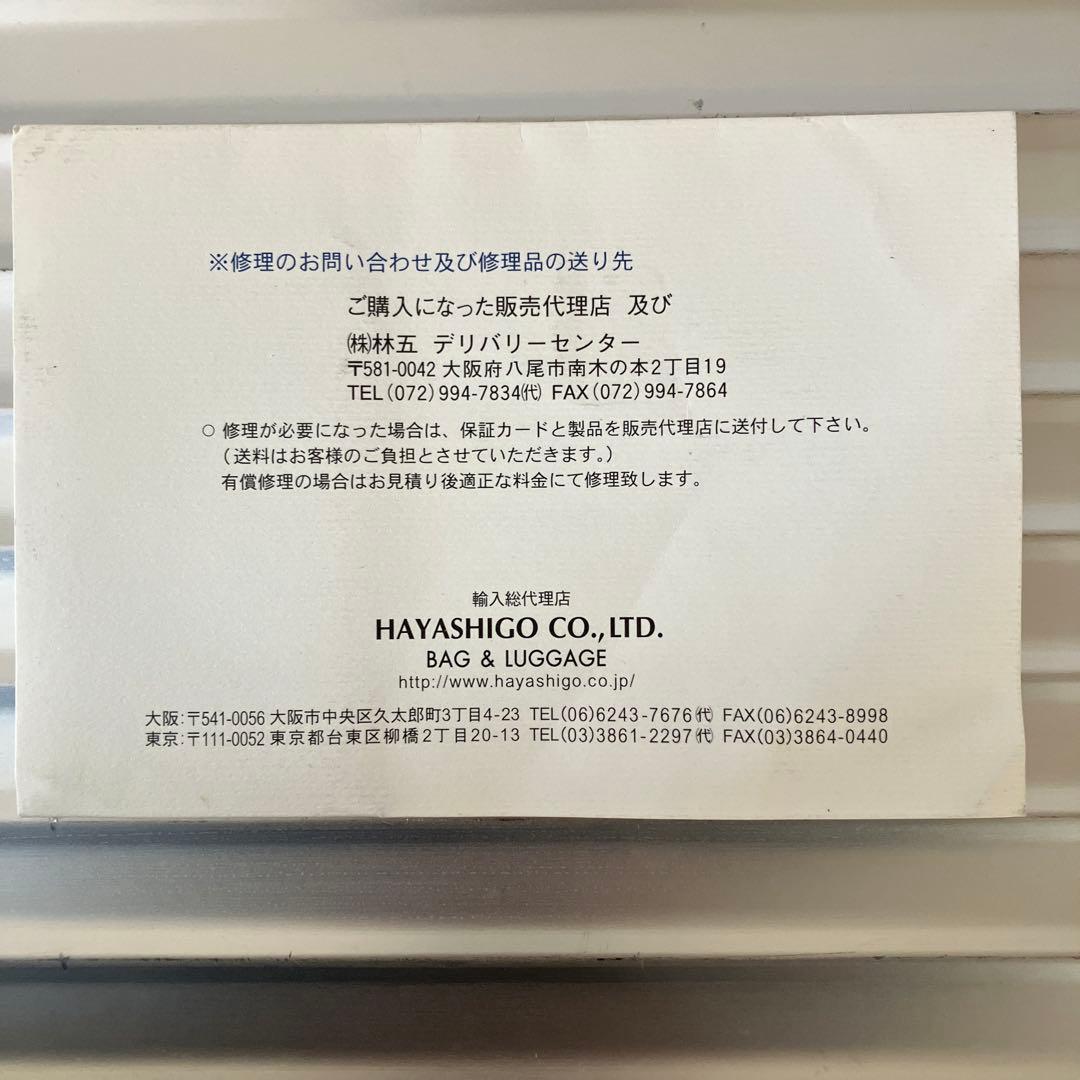 ※修理のお問い合わせ及び修理品の送り先
ご購入になった販売代理店 及び
㈱林五 デリバリーセンター
〒581-0042 大阪府八尾市南木の本2丁目19
TEL(072)994-7834㈹ FAX(072)994-7864
○ 修理が必要になった場合は、保証カードと製品を販売代理店に送付して下さい。
(送料はお客様のご負担とさせていただきます。)
有償修理の場合はお見積り後適正な料金にて修理致します。
輸入総代理店
HAYASHIGO CO.,LTD.
BAG & LUGGAGE
http://www.hayashigo.co.jp/
大阪:〒541-0056 大阪市中央区久太郎町3丁目4-23 TEL(06)6243-7676㈹ FAX(06)6243-8998
東京:〒111-0052 東京都台東区柳橋2丁目20-13 TEL(03)3861-2297㈹ FAX(03)3864-0440